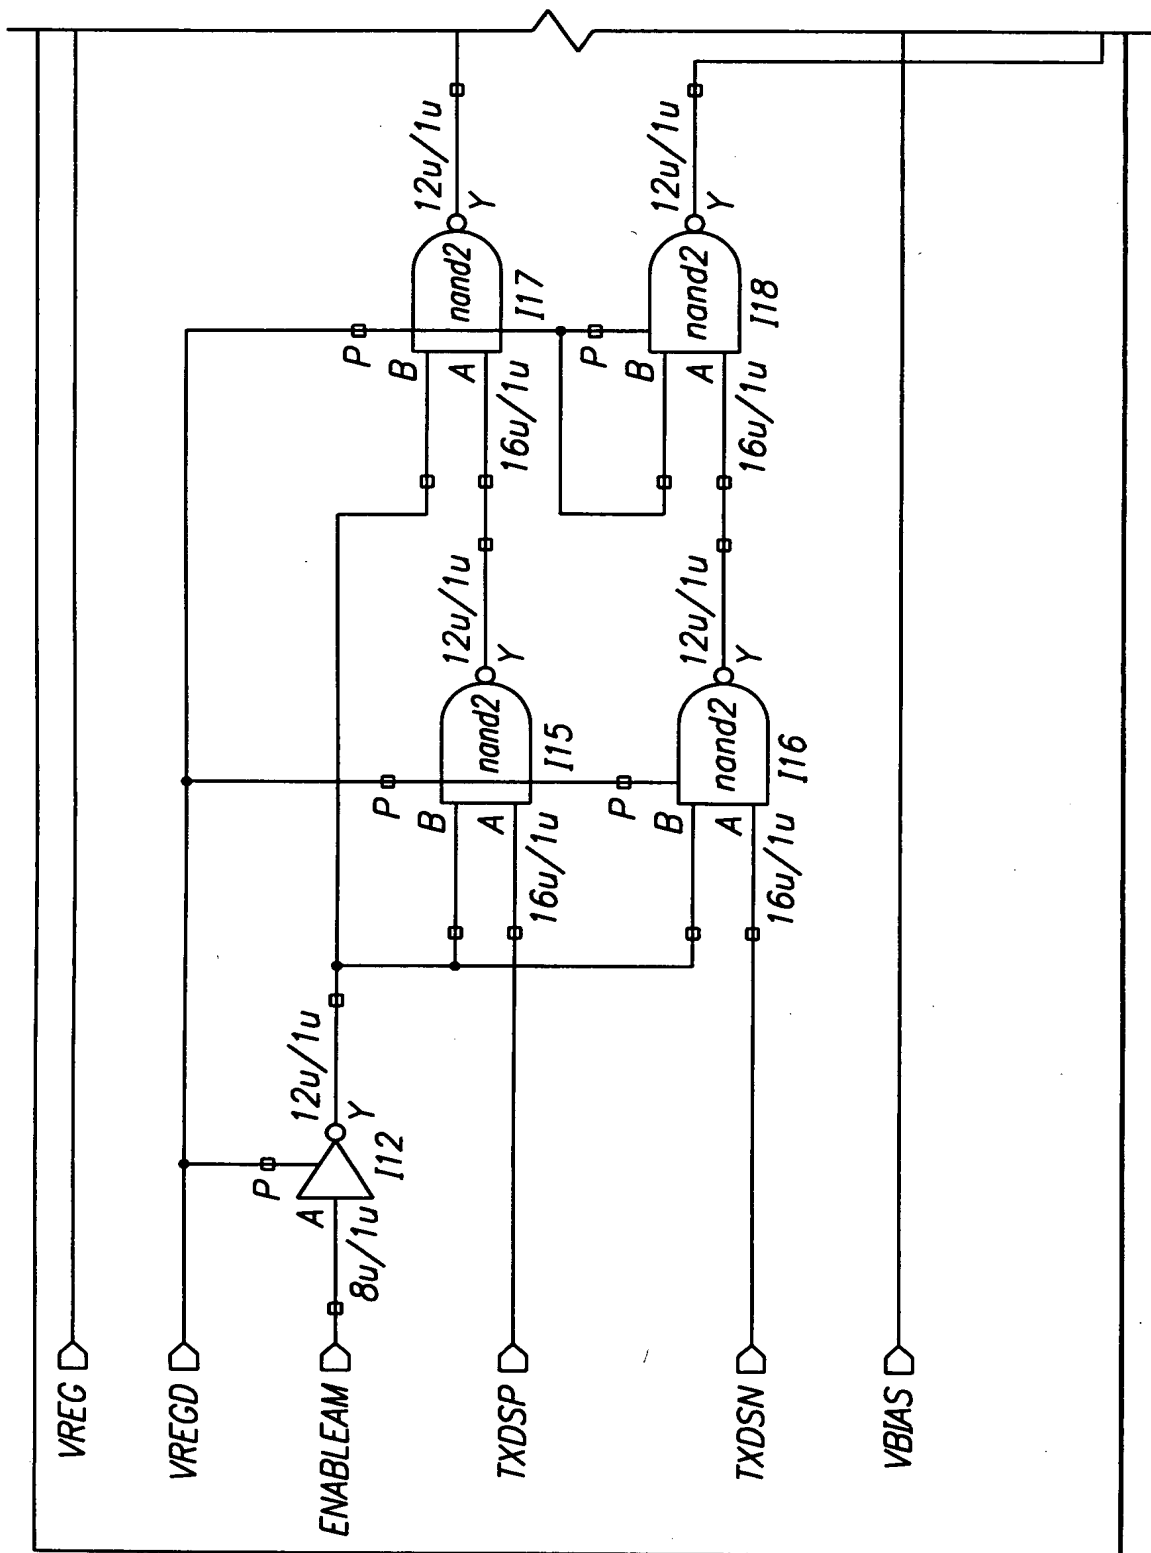 VREG
VREGD
ENABLEAM
TXDSP
TXDSN
VBIAS
P
A
8u/1u
12u/1u
Y
I12
P
B
A
16u/1u
nand2
I15
12u/1u
Y
P
B
A
16u/1u
nand2
I16
12u/1u
Y
P
B
A
16u/1u
nand2
I17
12u/1u
Y
P
B
A
16u/1u
nand2
I18
12u/1u
Y